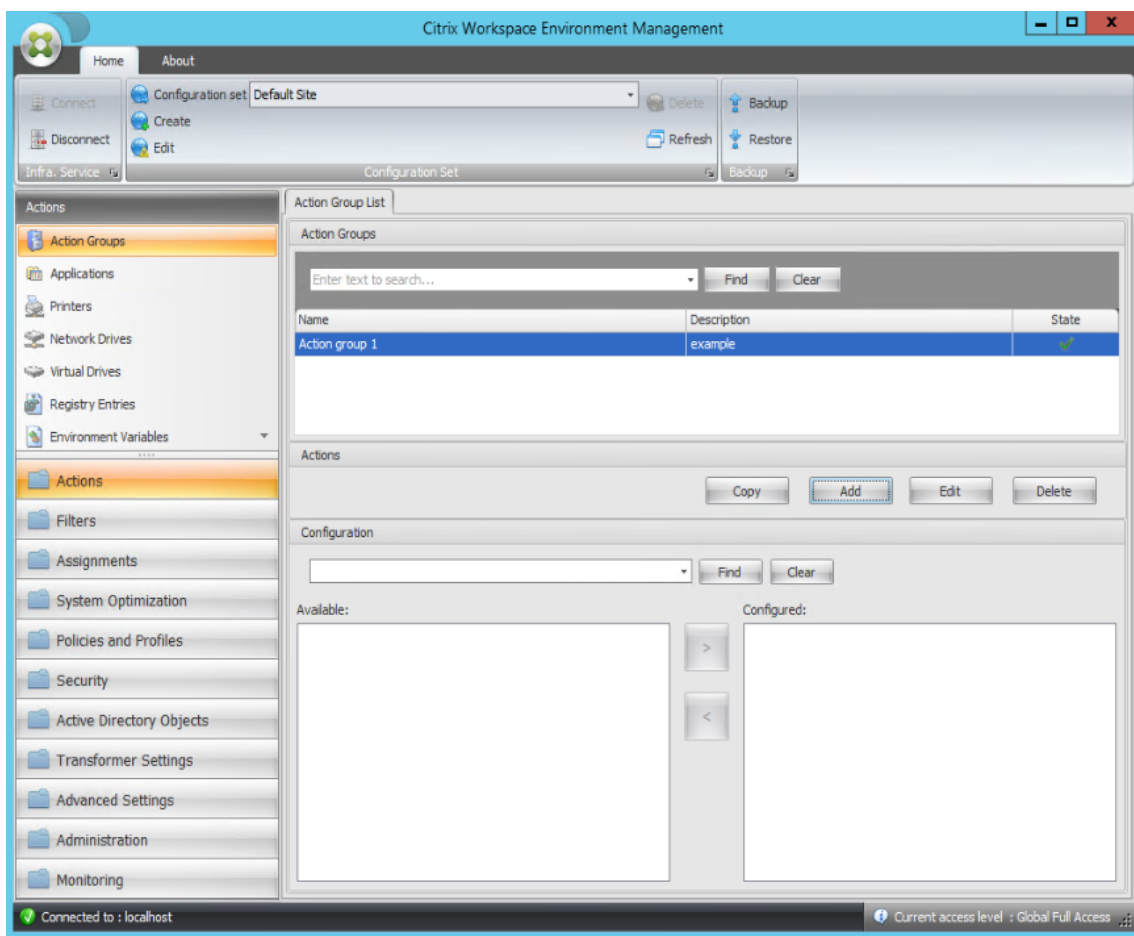 Citrix Workspace Environment Management
Home About
Connect
Disconnect
Infra. Service
Configuration set Default Site
Create
Edit
Delete
Refresh
Configuration Set
Backup
Restore
Backup
Actions
Action Groups
Applications
Printers
Network Drives
Virtual Drives
Registry Entries
Environment Variables
Actions
Filters
Assignments
System Optimization
Policies and Profiles
Security
Active Directory Objects
Transformer Settings
Advanced Settings
Administration
Monitoring
Action Group List
Action Groups
Enter text to search... Find Clear
Name Description State
Action group 1 example
Actions
Copy Add Edit Delete
Configuration
Find Clear
Available: Configured:
>
<
Connected to : localhost Current access level : Global Full Access